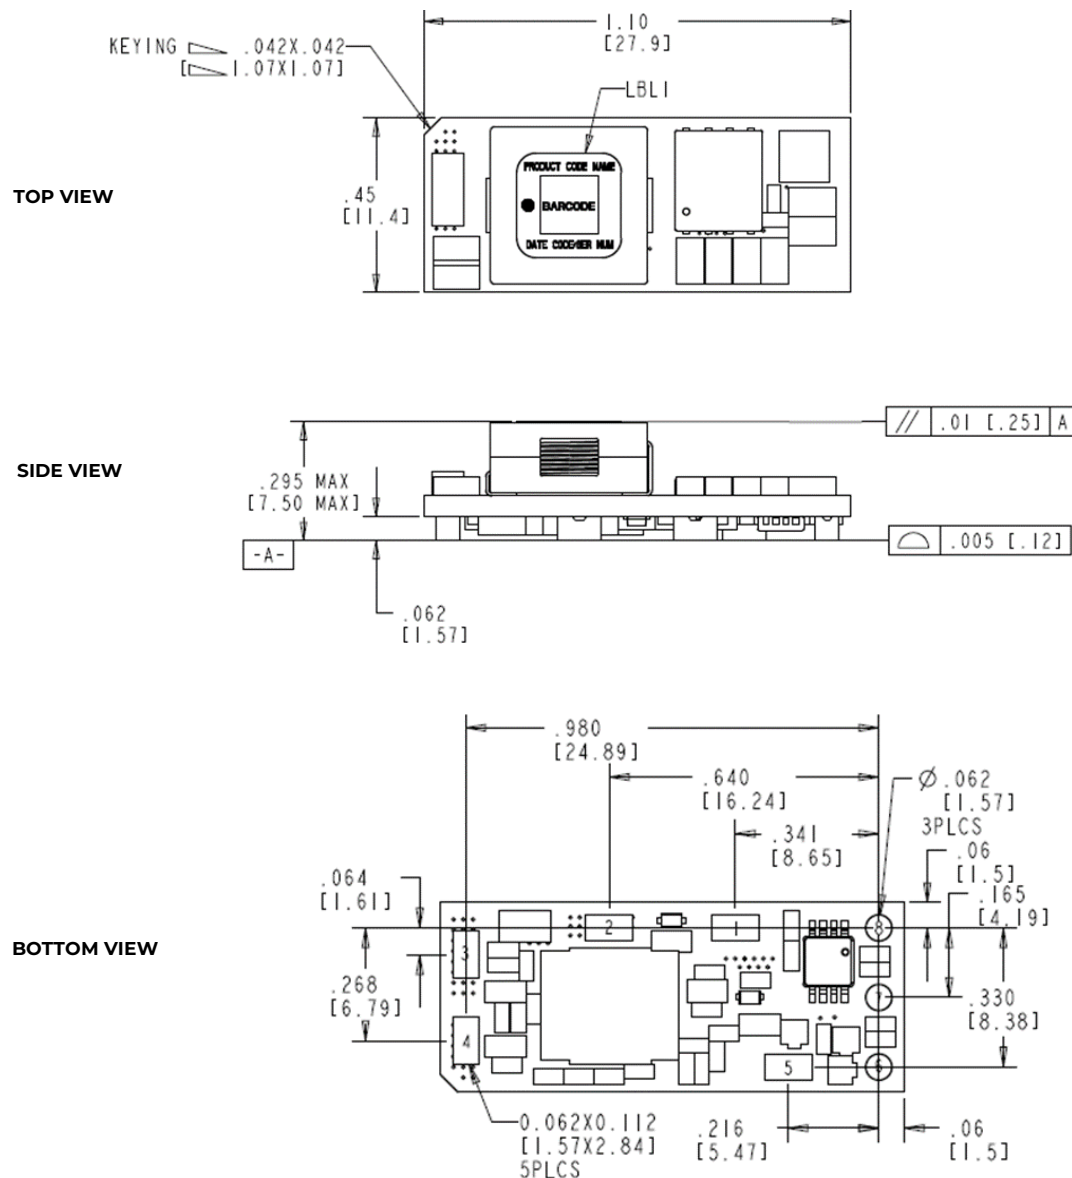 1.10
[27.9]
KEYING .042X.042
[1.07X1.07]
LBL1
TOP VIEW
.45
[11.4]
PRODUCT CODE NAME
BARCODE
DATE CODE&SER NUM
SIDE VIEW
// .01 [.25] A
.295 MAX
[7.50 MAX]
-A-
.005 [.12]
.062
[1.57]
BOTTOM VIEW
.980
[24.89]
.640
[16.24]
Ø.062
[1.57]
3PLCS
.341
[8.65]
.06
[1.5]
.064
[1.61]
.165
[4.19]
2
1
8
3
.268
[6.79]
7
.330
[8.38]
4
5
6
0.062X0.112
[1.57X2.84]
5PLCS
.216
[5.47]
.06
[1.5]